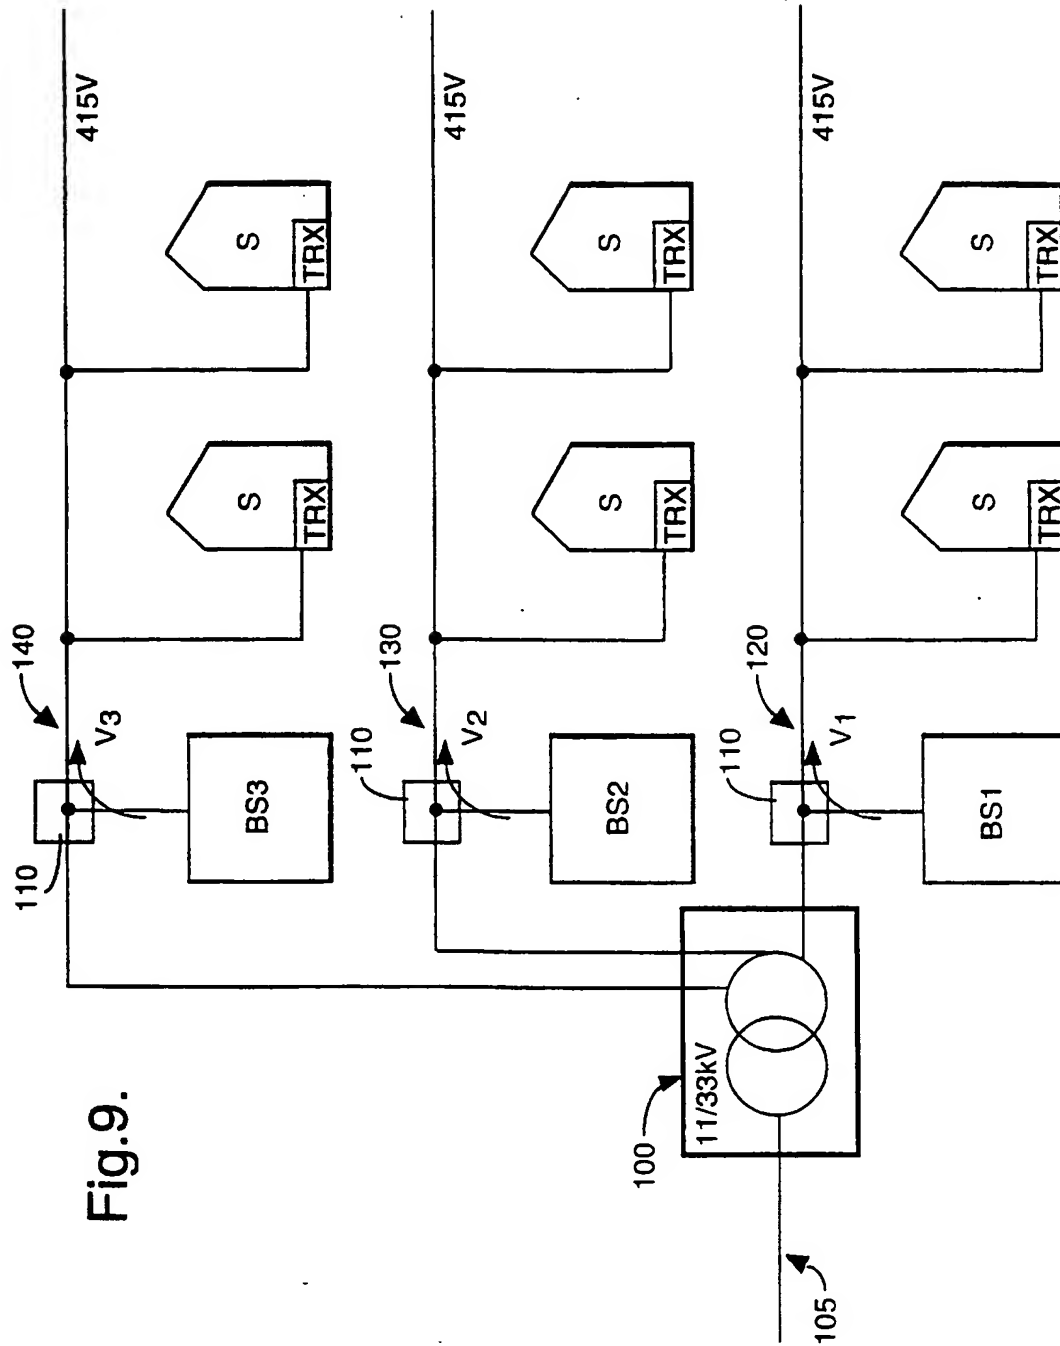 110
140
415V
V3
Fig.9.
BS3
S
S
TRX
TRX
110
130
415V
V2
BS2
S
S
100
TRX
TRX
11/33kV
110
120
105
415V
V1
BS1
S
S
TRX
TRX